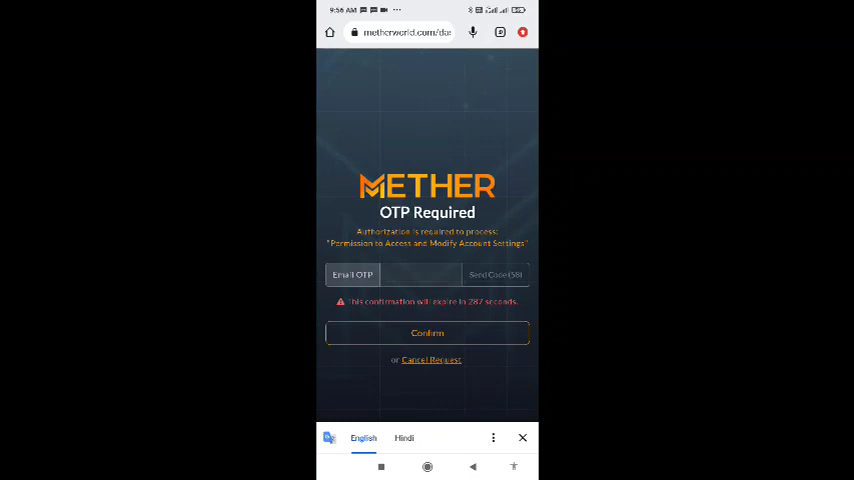 9:56 AM
metherworld.com/das
METHER
OTP Required
Authorization is required to process:
"Permission to Access and Modify Account Settings"
Email OTP
Send Code (58)
This confirmation will expire in 287 seconds.
Confirm
or Cancel Request
English
Hindi